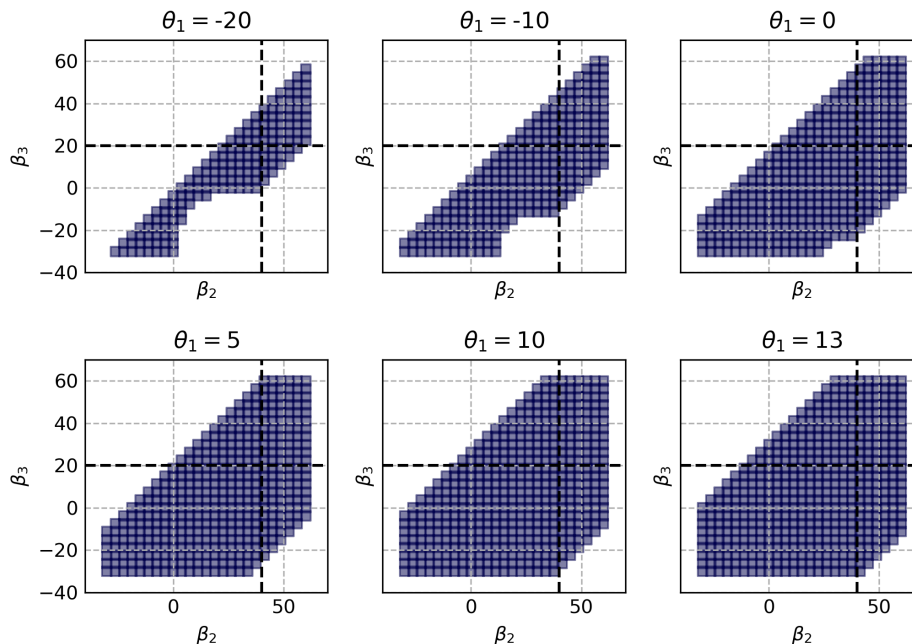 θ₁ = -20
θ₁ = -10
θ₁ = 0
60
40
20
0
−20
−40
β₃
β₃
β₃
β₂
β₂
β₂
θ₁ = 5
θ₁ = 10
θ₁ = 13
60
40
20
0
−20
−40
β₃
β₃
β₃
0 50
0 50
0 50
β₂
β₂
β₂